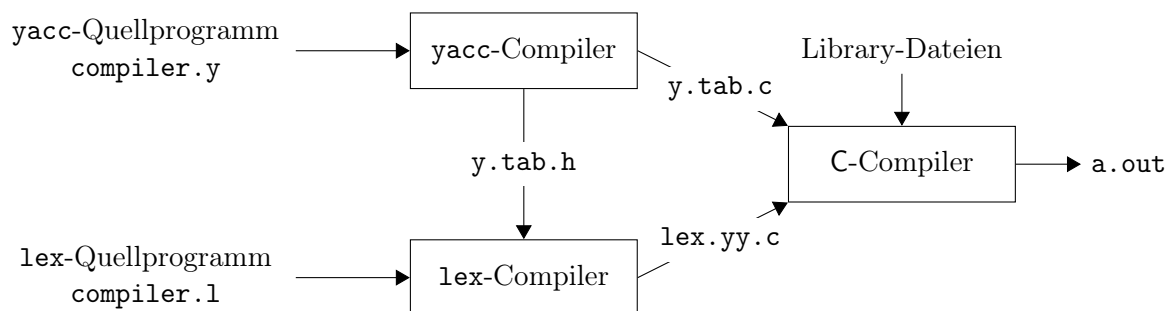 yacc-Quellprogramm
compiler.y
yacc-Compiler
Library-Dateien
y.tab.c
y.tab.h
C-Compiler
a.out
lex.yy.c
lex-Quellprogramm
compiler.l
lex-Compiler